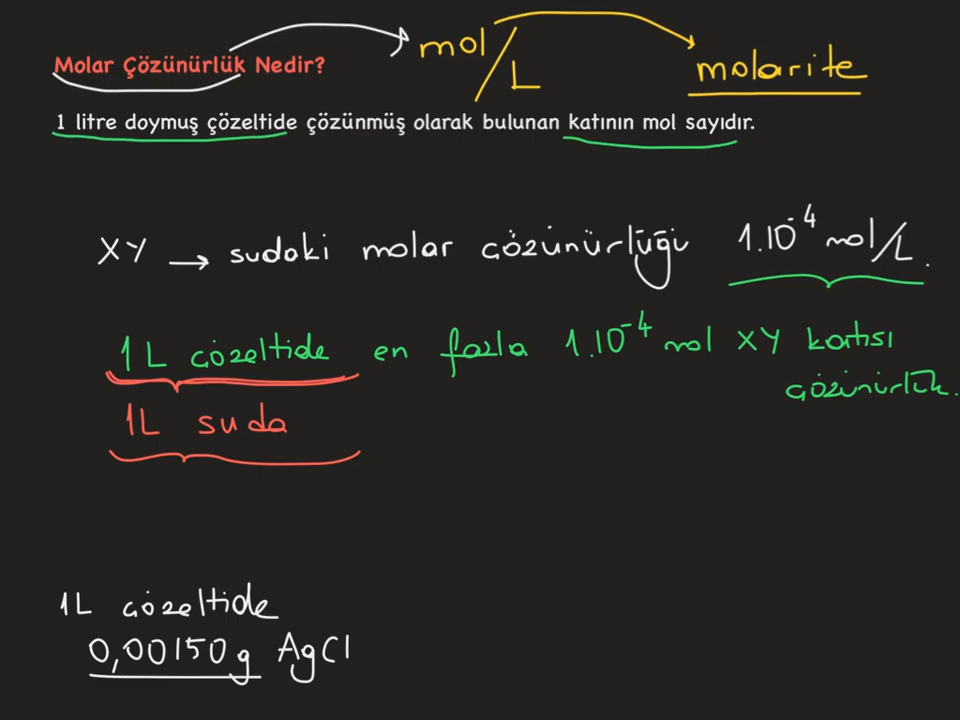 Molar Çözünürlük Nedir?
mol/L
molarite
1 litre doymuş çözeltide çözünmüş olarak bulunan katının mol sayıdır.
XY → sudaki molar çözünürlüğü 1.10⁻⁴ mol/L.
1L çözeltide en fazla 1.10⁻⁴ mol XY katısı
çözünürlük.
1L suda
1L çözeltide
0,00150g AgCl